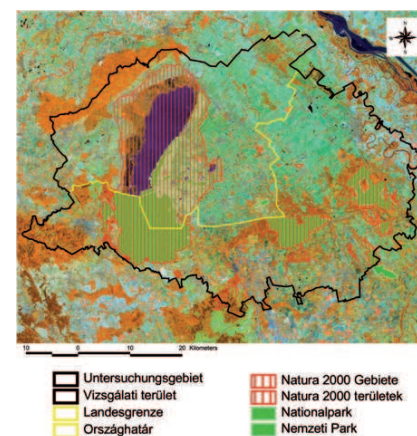 10 0 10 20 Kilometers
Untersuchungsgebiet
Vizsgálati terület
Landesgrenze
Országhatár
Natura 2000 Gebiete
Natura 2000 területek
Nationalpark
Nemzeti Park